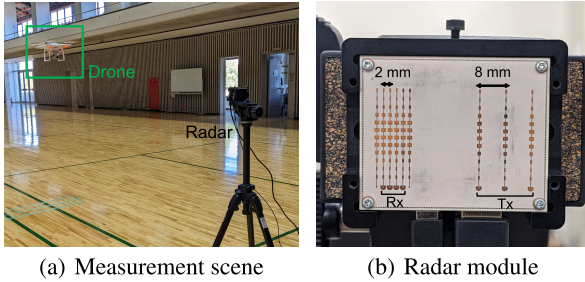 Drone
Radar
2 mm
8 mm
Rx
Tx
(a) Measurement scene
(b) Radar module